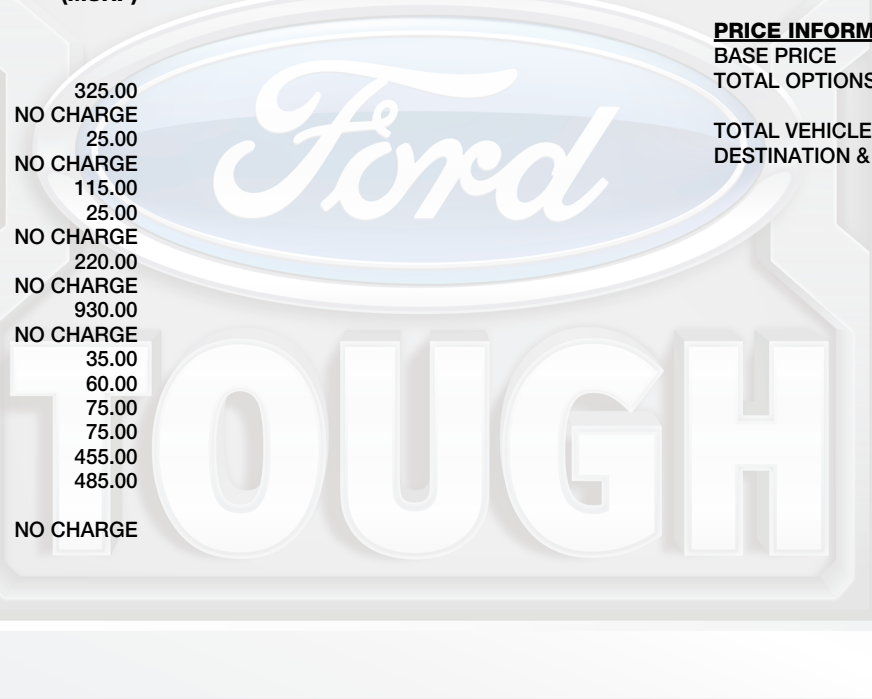 PRICE INFORM
BASE PRICE
TOTAL OPTIONS
TOTAL VEHICLE
DESTINATION &
325.00
NO CHARGE
25.00
NO CHARGE
115.00
25.00
NO CHARGE
220.00
NO CHARGE
930.00
NO CHARGE
35.00
60.00
75.00
75.00
455.00
485.00
NO CHARGE
Ford
TOUGH